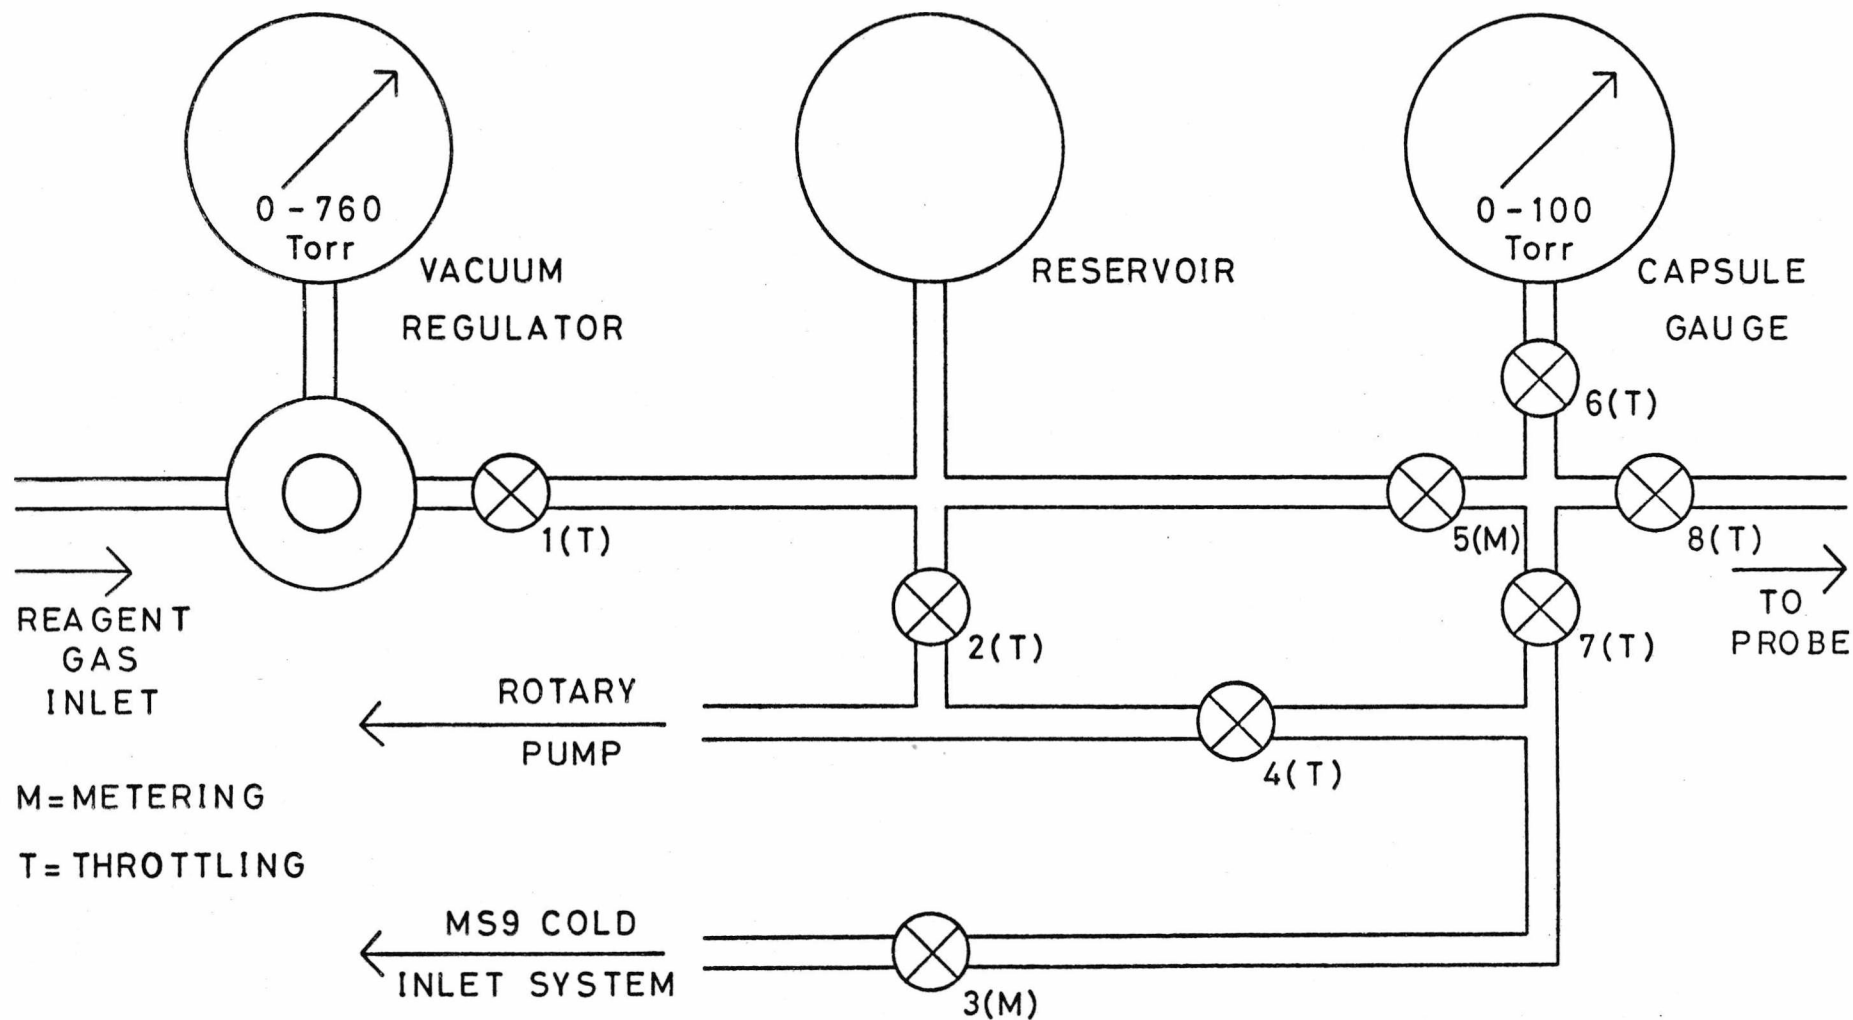 0-760
Torr
VACUUM
REGULATOR
RESERVOIR
0-100
Torr
CAPSULE
GAUGE
6(T)
1(T)
5(M)
8(T)
REAGENT
GAS
INLET
2(T)
7(T)
TO
PROBE
ROTARY
PUMP
4(T)
M=METERING
T=THROTTLING
MS9 COLD
INLET SYSTEM
3(M)